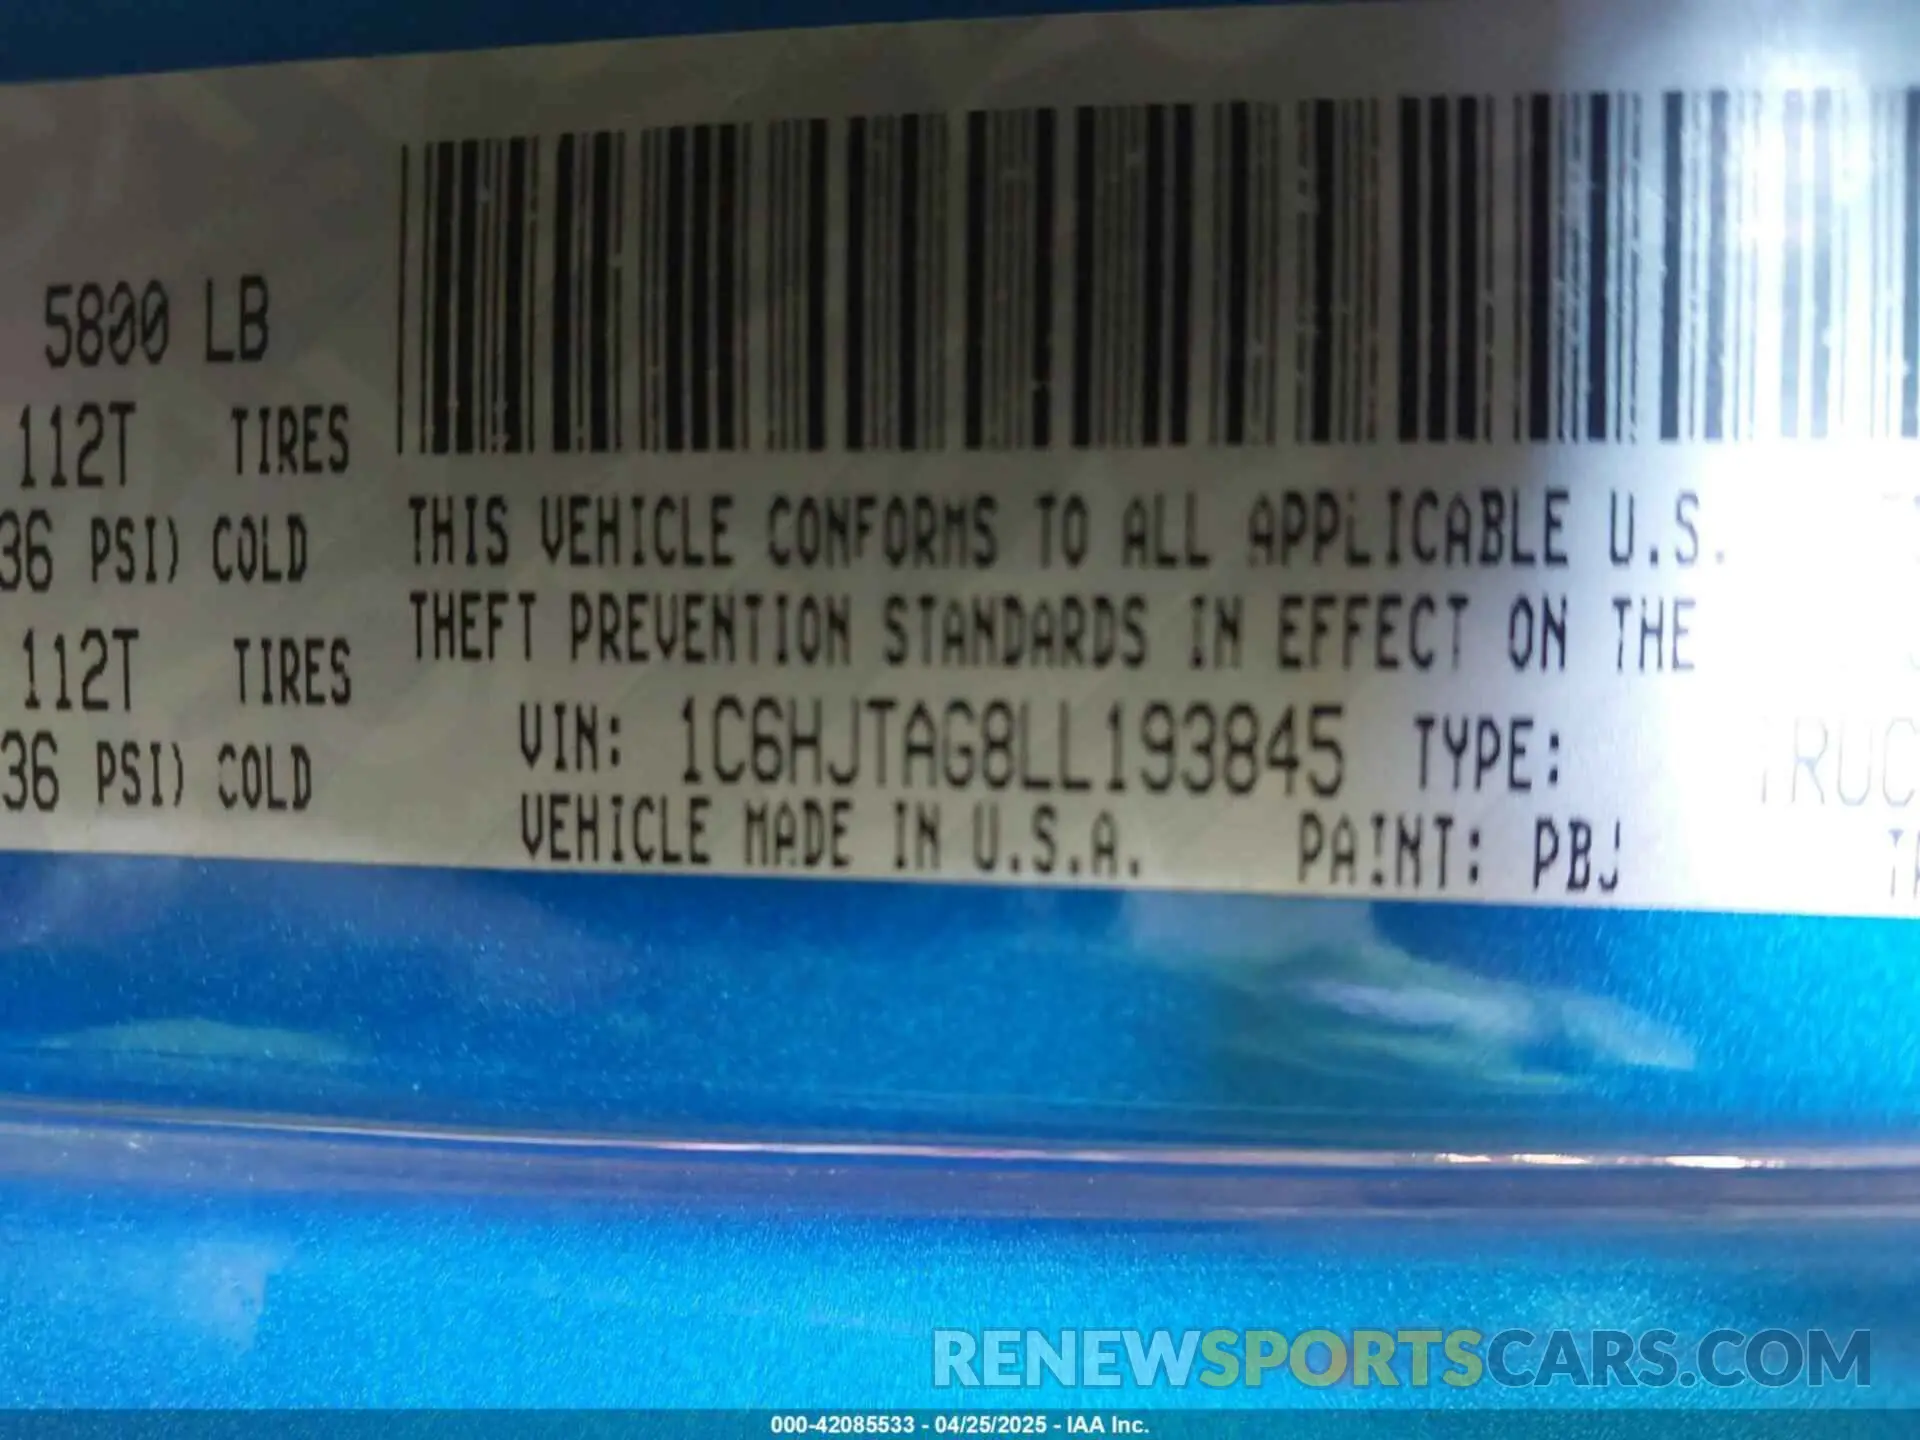 5800 LB
112T TIRES
36 PSI) COLD
112T TIRES
36 PSI) COLD
THIS VEHICLE CONFORMS TO ALL APPLICABLE U.S.
THEFT PREVENTION STANDARDS IN EFFECT ON THE
VIN: 1C6HJTAG8LL193845 TYPE: TRUC
VEHICLE MADE IN U.S.A. PAINT: PBJ
RENEWSPORTSCARS.COM
000-42085533 - 04/25/2025 - IAA Inc.